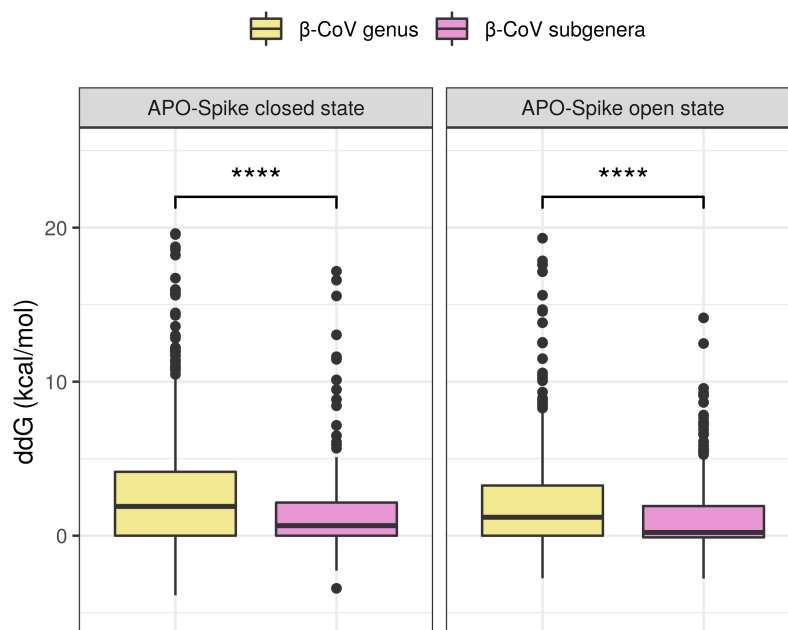 β-CoV genus β-CoV subgenera
APO-Spike closed state APO-Spike open state
**** ****
20
10
0
ddG (kcal/mol)